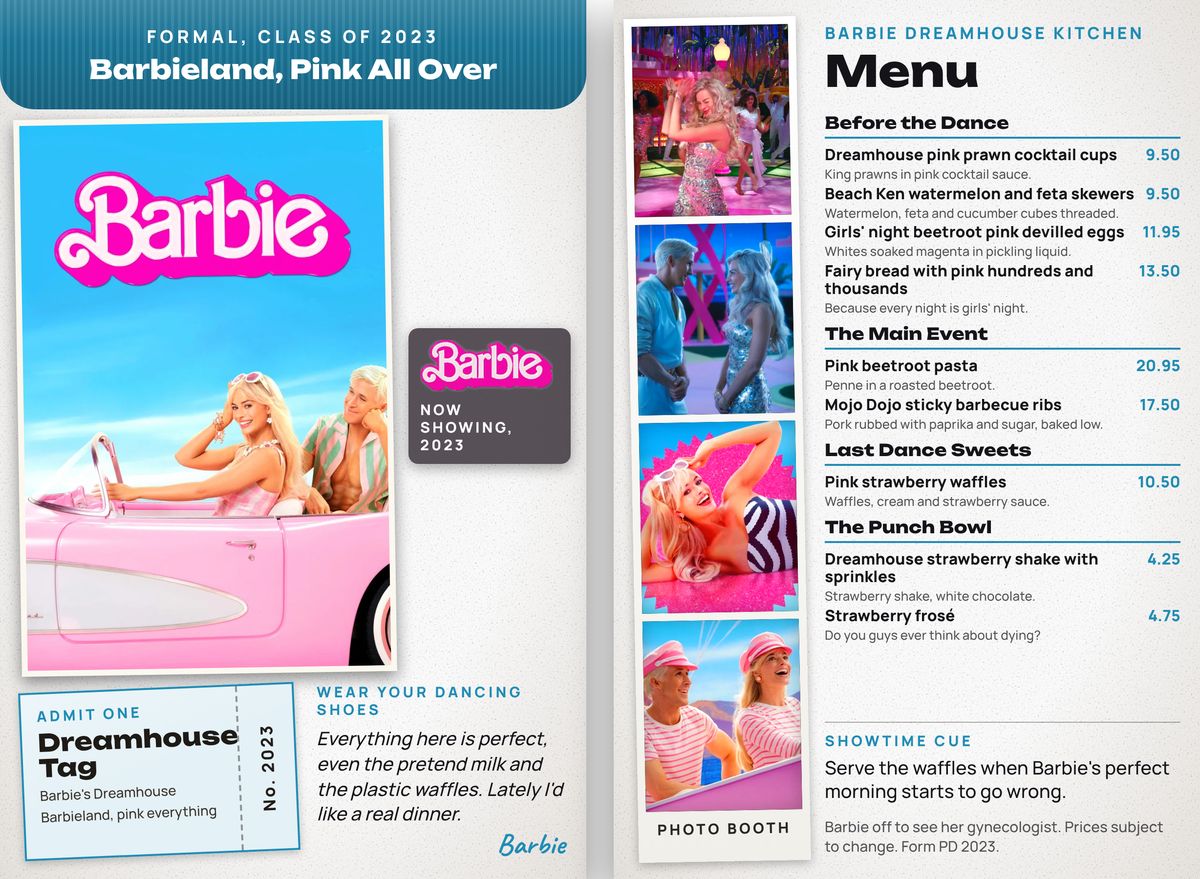 FORMAL, CLASS OF 2023
Barbieland, Pink All Over
Barbie
Barbie
NOW
SHOWING,
2023
ADMIT ONE
Dreamhouse
Tag
Barbie's Dreamhouse
Barbieland, pink everything
No. 2023
WEAR YOUR DANCING
SHOES
Everything here is perfect,
even the pretend milk and
the plastic waffles. Lately I'd
like a real dinner.
Barbie
PHOTO BOOTH
BARBIE DREAMHOUSE KITCHEN
Menu
Before the Dance
Dreamhouse pink prawn cocktail cups 9.50
King prawns in pink cocktail sauce.
Beach Ken watermelon and feta skewers 9.50
Watermelon, feta and cucumber cubes threaded.
Girls' night beetroot pink devilled eggs 11.95
Whites soaked magenta in pickling liquid.
Fairy bread with pink hundreds and 13.50
thousands
Because every night is girls' night.
The Main Event
Pink beetroot pasta 20.95
Penne in a roasted beetroot.
Mojo Dojo sticky barbecue ribs 17.50
Pork rubbed with paprika and sugar, baked low.
Last Dance Sweets
Pink strawberry waffles 10.50
Waffles, cream and strawberry sauce.
The Punch Bowl
Dreamhouse strawberry shake with 4.25
sprinkles
Strawberry shake, white chocolate.
Strawberry frosé 4.75
Do you guys ever think about dying?
SHOWTIME CUE
Serve the waffles when Barbie's perfect
morning starts to go wrong.
Barbie off to see her gynecologist. Prices subject
to change. Form PD 2023.